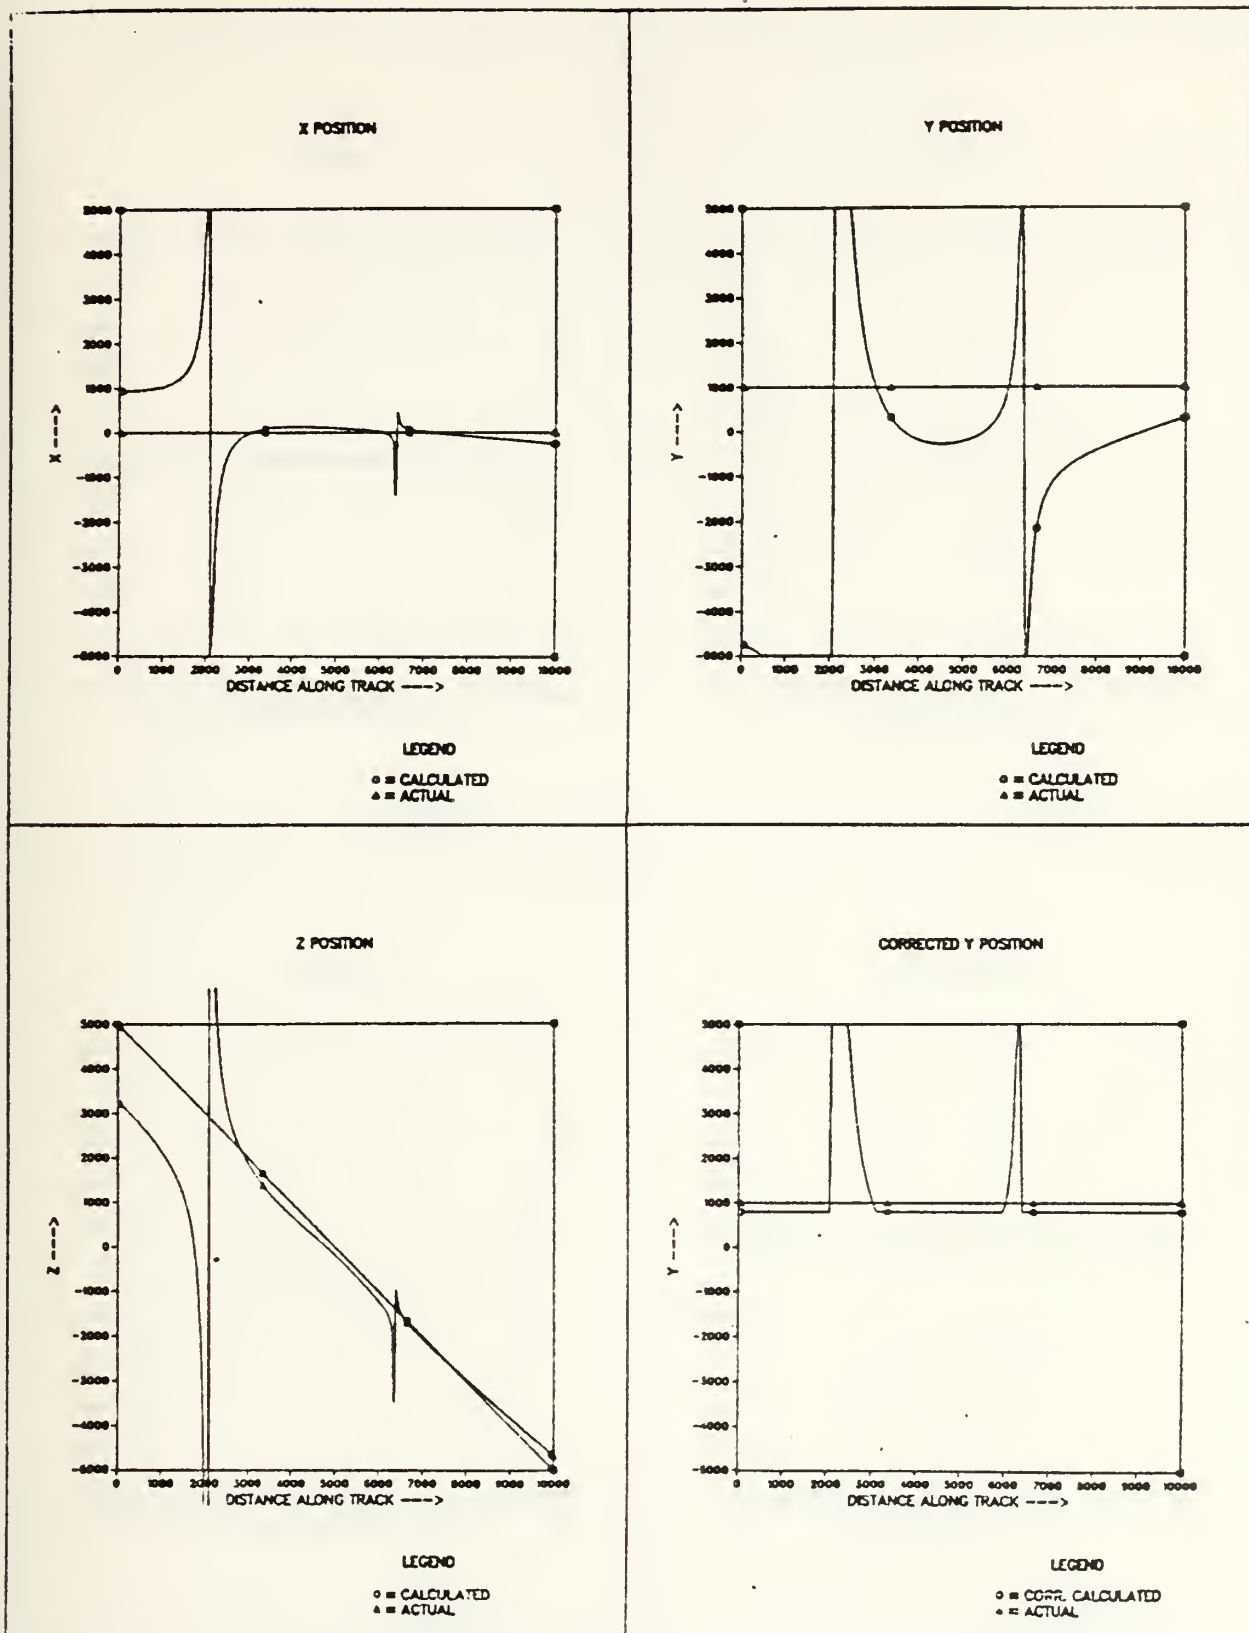 X POSITION
5000
4000
3000
2000
1000
0
-1000
-2000
-3000
-4000
-5000
X ---->
0 1000 2000 3000 4000 5000 6000 7000 8000 9000 10000
DISTANCE ALONG TRACK ---->
LEGEND
○ = CALCULATED
▵ = ACTUAL
Y POSITION
5000
4000
3000
2000
1000
0
-1000
-2000
-3000
-4000
-5000
Y ---->
0 1000 2000 3000 4000 5000 6000 7000 8000 9000 10000
DISTANCE ALONG TRACK ---->
LEGEND
○ = CALCULATED
▵ = ACTUAL
Z POSITION
5000
4000
3000
2000
1000
0
-1000
-2000
-3000
-4000
-5000
Z ---->
0 1000 2000 3000 4000 5000 6000 7000 8000 9000 10000
DISTANCE ALONG TRACK ---->
LEGEND
○ = CALCULATED
▵ = ACTUAL
CORRECTED Y POSITION
5000
4000
3000
2000
1000
0
-1000
-2000
-3000
-4000
-5000
Y ---->
0 1000 2000 3000 4000 5000 6000 7000 8000 9000 10000
DISTANCE ALONG TRACK ---->
LEGEND
○ = CORR. CALCULATED
▵ = ACTUAL